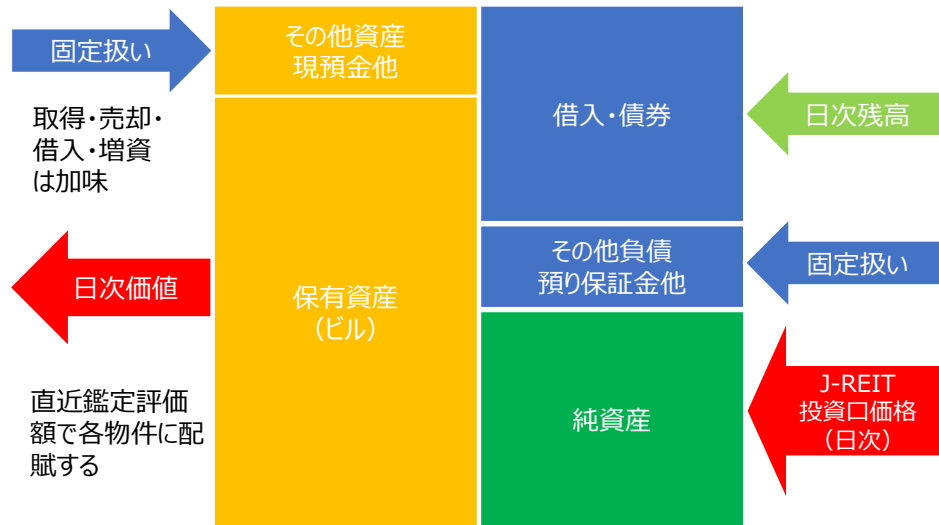 固定扱い
その他資産
現預金他
取得・売却・
借入・増資
は加味
借入・債券
日次残高
その他負債
預り保証金他
固定扱い
日次価値
保有資産
（ビル）
直近鑑定評価
額で各物件に配
賦する
純資産
J-REIT
投資口価格
（日次）